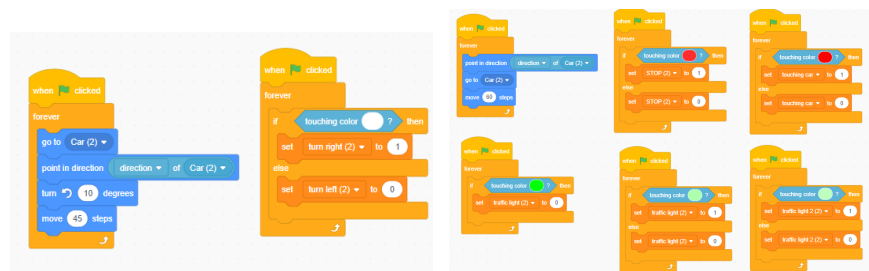 when clicked
forever
go to Car (2)
point in direction direction of Car (2)
turn 10 degrees
move 45 steps
when clicked
forever
if touching color ? then
set turn right (2) to 1
else
set turn left (2) to 0
when clicked
forever
point in direction direction of Car (2)
go to Car (2)
move 60 steps
when clicked
forever
if touching color ? then
set STOP (2) to 1
else
set STOP (2) to 0
when clicked
forever
if touching color ? then
set touching car to 1
else
set touching car to 0
when clicked
forever
if touching color ? then
set traffic light (2) to 0
when clicked
forever
if touching color ? then
set traffic light (2) to 1
else
set traffic light (2) to 0
when clicked
forever
if touching color ? then
set traffic light 2 (2) to 1
else
set traffic light 2 (2) to 0